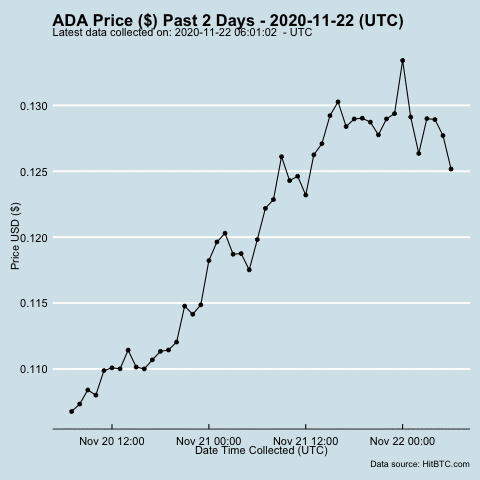 ADA Price ($) Past 2 Days - 2020-11-22 (UTC)
Latest data collected on: 2020-11-22 06:01:02  - UTC
Price USD ($)
0.130
0.125
0.120
0.115
0.110
Nov 20 12:00
Nov 21 00:00
Nov 21 12:00
Nov 22 00:00
Date Time Collected (UTC)
Data source: HitBTC.com